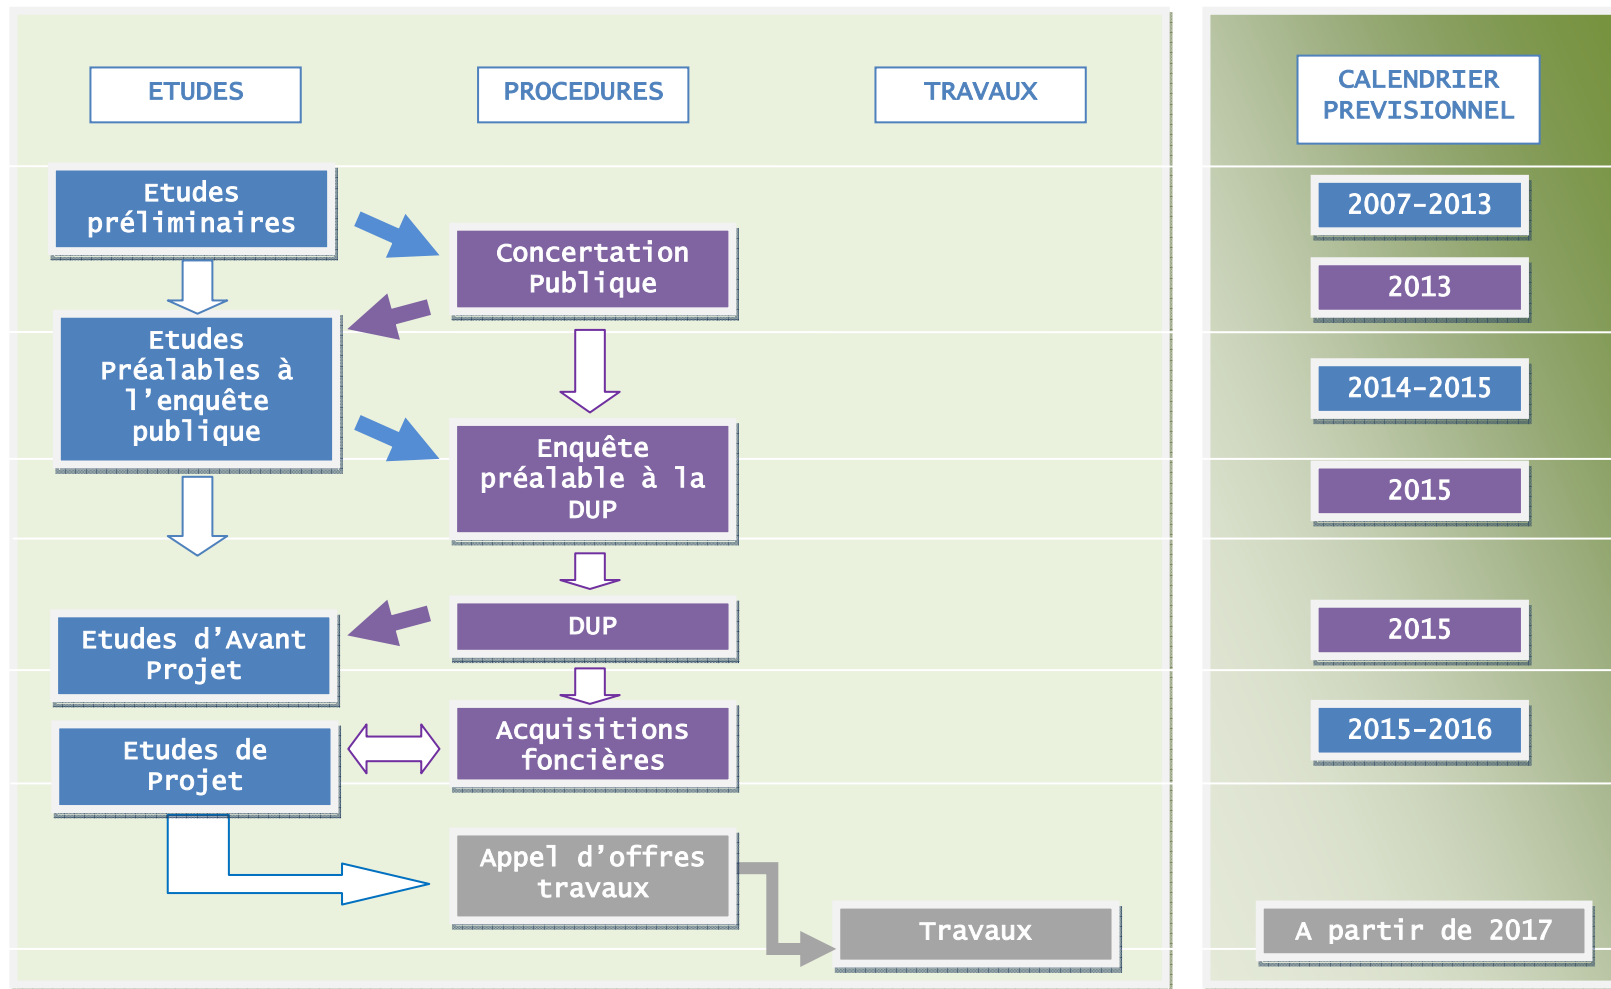 ETUDES
PROCEDURES
TRAVAUX
CALENDRIER
PREVISIONNEL
Etudes
préliminaires
2007-2013
Concertation
Publique
2013
Etudes
Préalables à
l’enquête
publique
2014-2015
Enquête
préalable à la
DUP
2015
DUP
2015
Etudes d’Avant
Projet
Acquisitions
foncières
2015-2016
Etudes de
Projet
Appel d’offres
travaux
Travaux
A partir de 2017